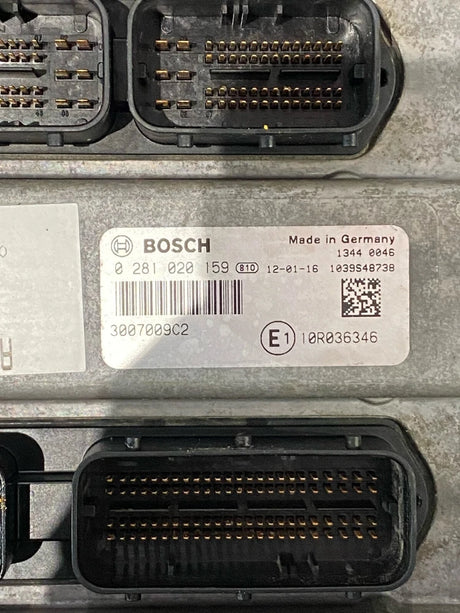 BOSCH
Made in Germany
1344 0046
0 281 020 159 810 12-01-16 1039S48738
3007009C2
E1 10R036346